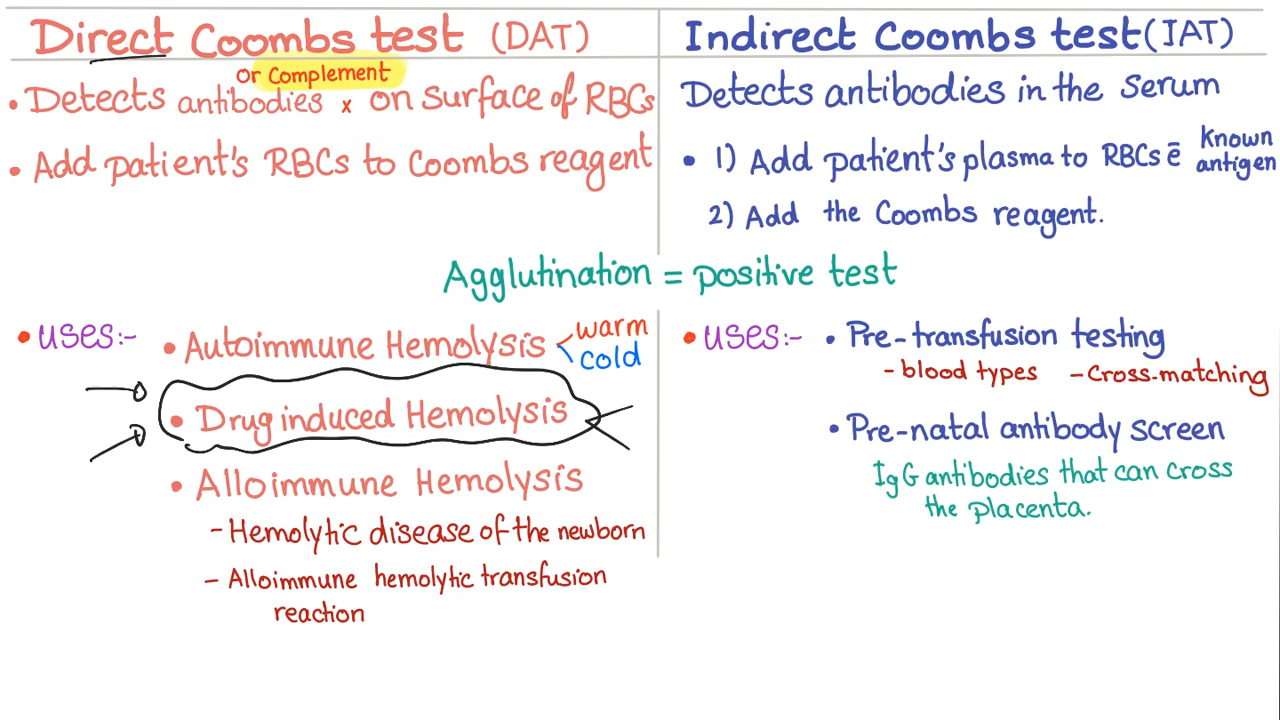 Direct Coombs test (DAT)
or Complement
• Detects antibodies x on surface of RBCs
• Add patient's RBCs to Coombs reagent
Indirect Coombs test (IAT)
Detects antibodies in the serum
• 1) Add patient's plasma to RBCs ē known antigen
2) Add the Coombs reagent.
Agglutination = positive test
• Uses:-
• Autoimmune Hemolysis < warm
cold
• Drug induced Hemolysis
• Alloimmune Hemolysis
- Hemolytic disease of the newborn
- Alloimmune hemolytic transfusion
reaction
• Uses:- • Pre-transfusion testing
- blood types - Cross-matching
• Pre-natal antibody screen
IgG antibodies that can cross
the placenta.